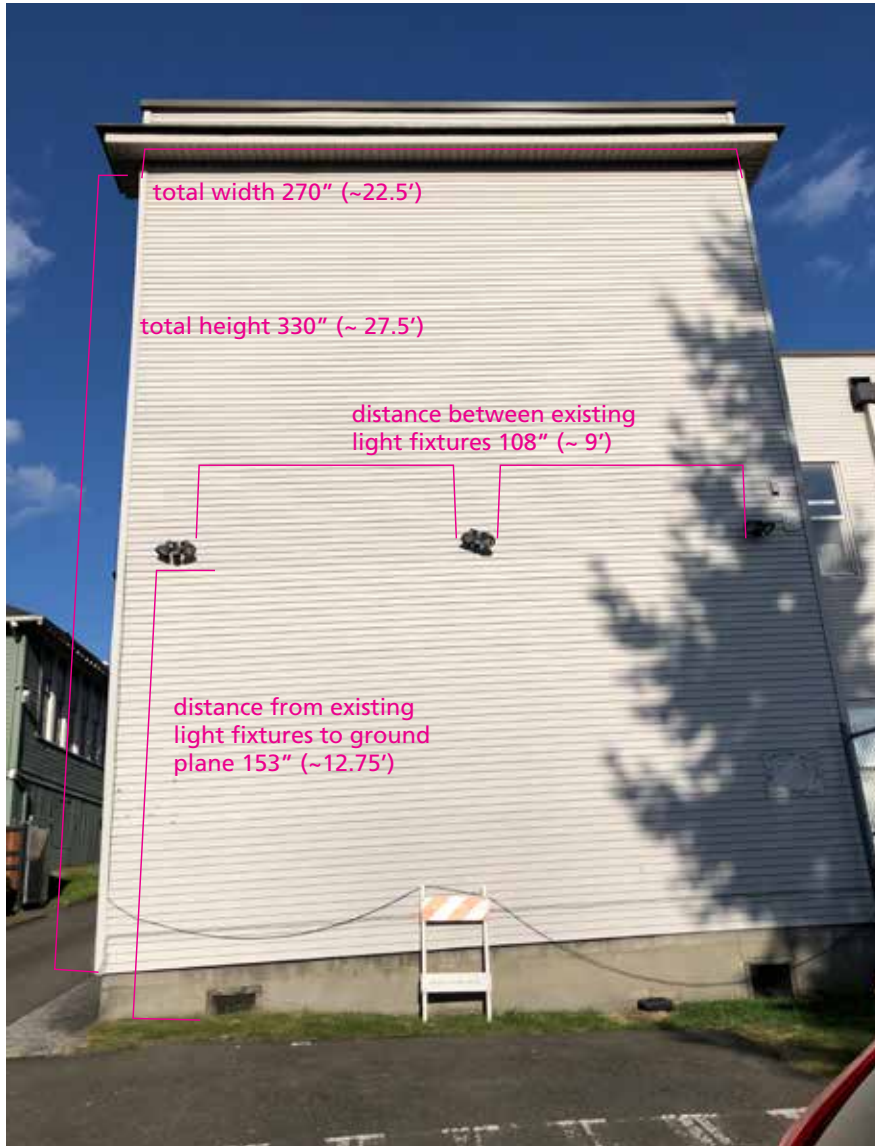 total width 270” (~22.5‘)
total height 330” (~ 27.5‘)
distance between existing
light fixtures 108” (~ 9‘)
distance from existing
light fixtures to ground
plane 153” (~12.75‘)